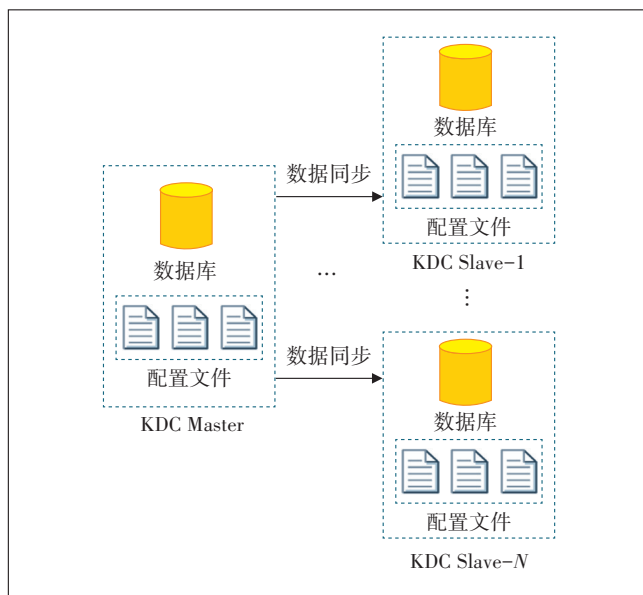 数据库
配置文件
KDC Master
数据同步
...
数据同步
数据库
配置文件
KDC Slave-1
...
数据库
配置文件
KDC Slave-N